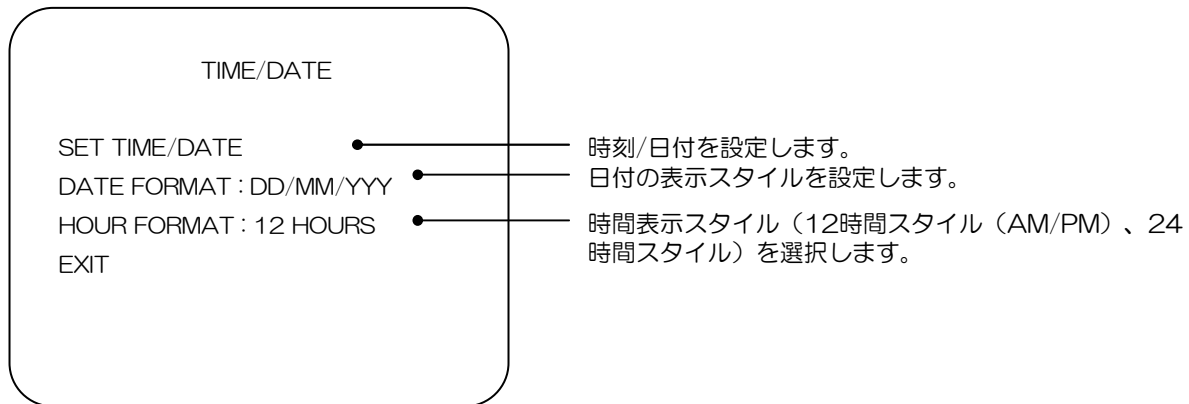 TIME/DATE
SET TIME/DATE
時刻/日付を設定します。
DATE FORMAT : DD/MM/YYY
日付の表示スタイルを設定します。
HOUR FORMAT : 12 HOURS
時間表示スタイル（12時間スタイル（AM/PM）、24
時間スタイル）を選択します。
EXIT